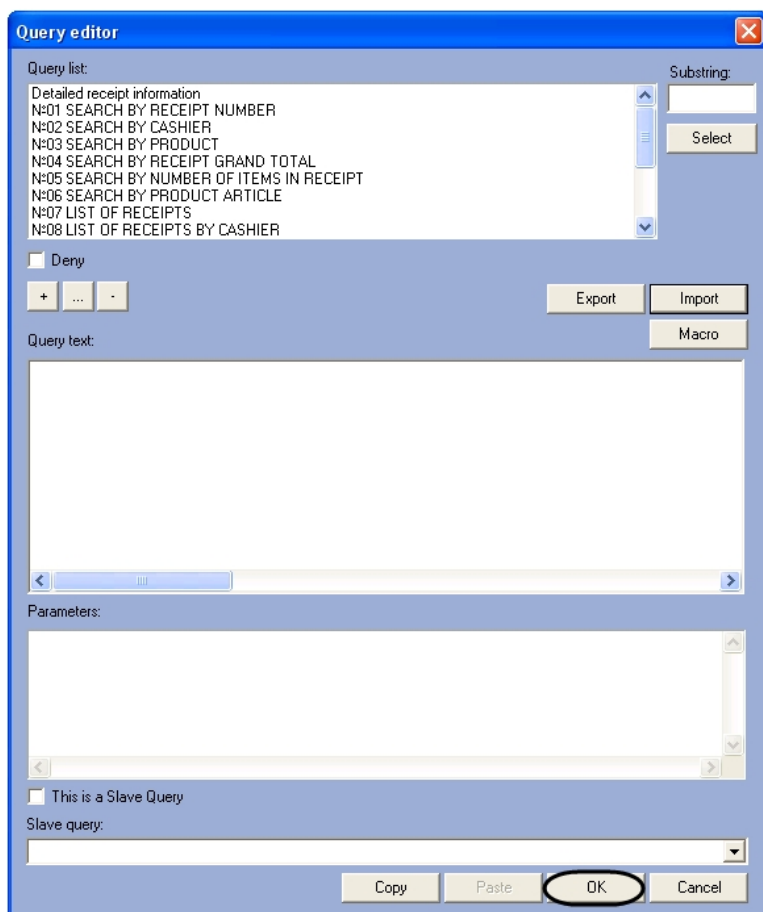 Query editor
Query list:
Substring:
Detailed receipt information
№01 SEARCH BY RECEIPT NUMBER
№02 SEARCH BY CASHIER
№03 SEARCH BY PRODUCT
№04 SEARCH BY RECEIPT GRAND TOTAL
№05 SEARCH BY NUMBER OF ITEMS IN RECEIPT
№06 SEARCH BY PRODUCT ARTICLE
№07 LIST OF RECEIPTS
№08 LIST OF RECEIPTS BY CASHIER
Select
Deny
+ ... -
Export Import
Macro
Query text:
Parameters:
This is a Slave Query
Slave query:
Copy Paste OK Cancel